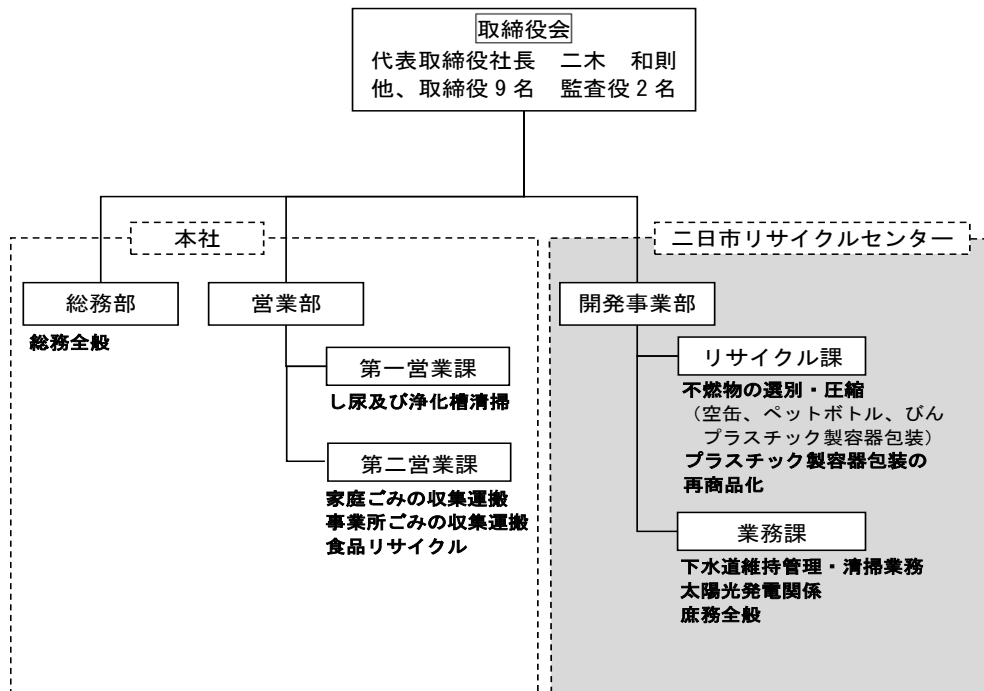 取締役会
代表取締役社長　二木　和則
他、取締役９名　監査役２名
本社
総務部
総務全般
営業部
第一営業課
し尿及び浄化槽清掃
第二営業課
家庭ごみの収集運搬
事業所ごみの収集運搬
食品リサイクル
二日市リサイクルセンター
開発事業部
リサイクル課
不燃物の選別・圧縮
（空缶、ペットボトル、びん
プラスチック製容器包装）
プラスチック製容器包装の
再商品化
業務課
下水道維持管理・清掃業務
太陽光発電関係
庶務全般